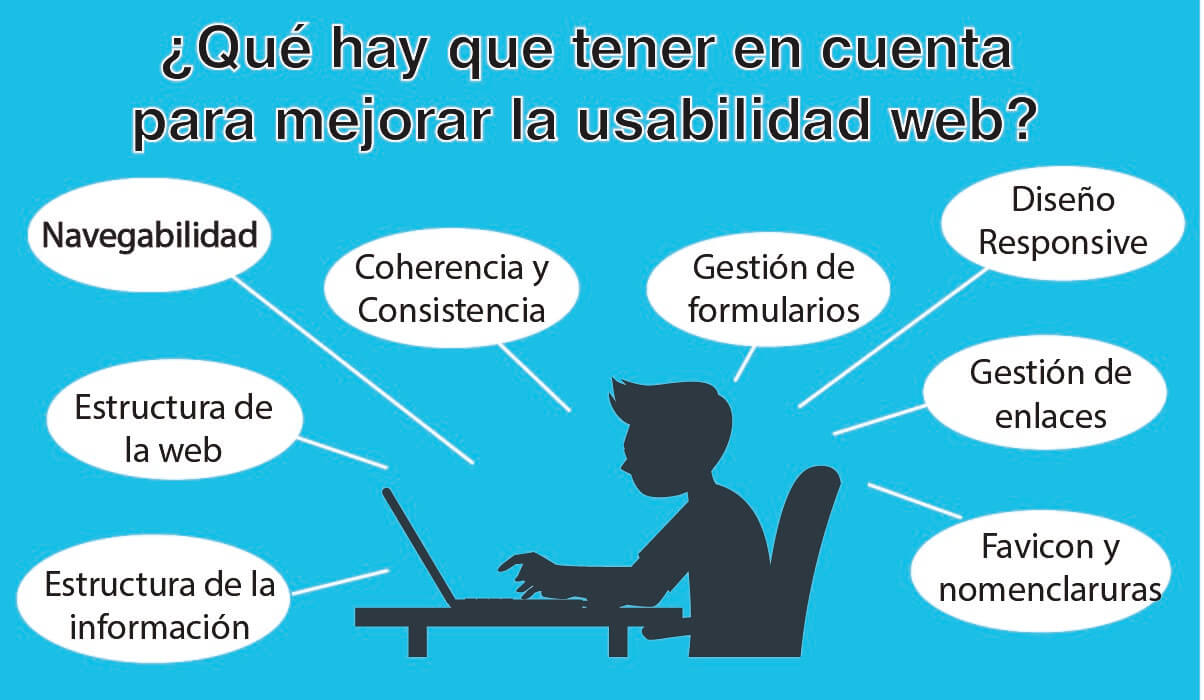 ¿Qué hay que tener en cuenta
para mejorar la usabilidad web?
Navegabilidad
Coherencia y
Consistencia
Gestión de
formularios
Diseño
Responsive
Estructura de
la web
Gestión de
enlaces
Estructura de la
información
Favicon y
nomenclaruras